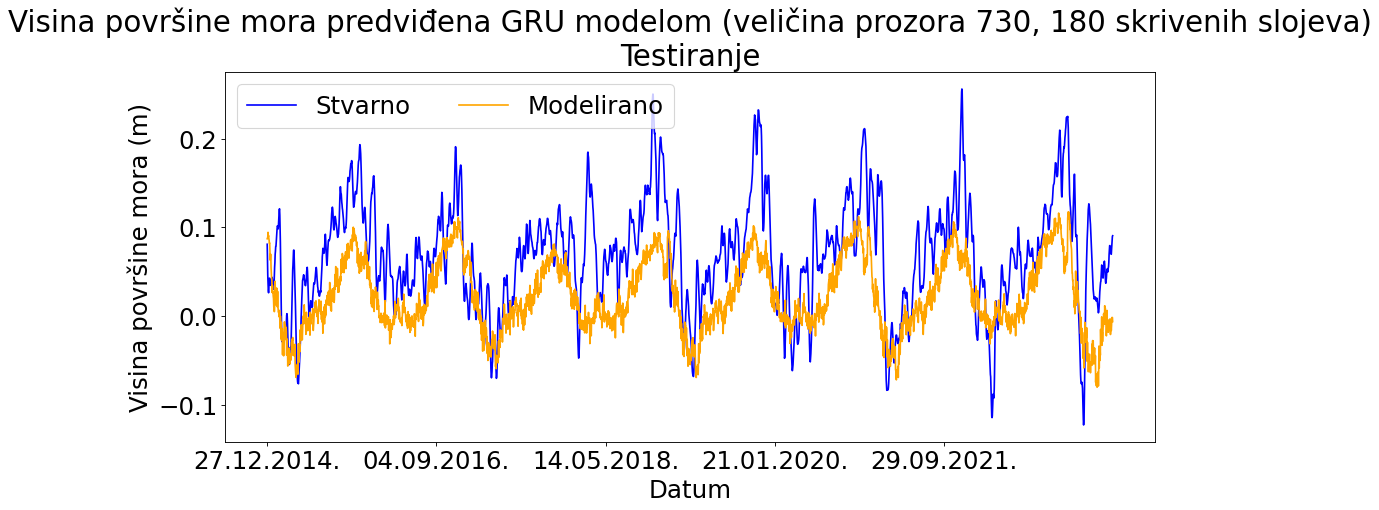 Visina površine mora predviđena GRU modelom (veličina prozora 730, 180 skrivenih slojeva)
Testiranje
Stvarno
Modelirano
Visina površine mora (m)
0.2
0.1
0.0
−0.1
27.12.2014.
04.09.2016.
14.05.2018.
21.01.2020.
29.09.2021.
Datum